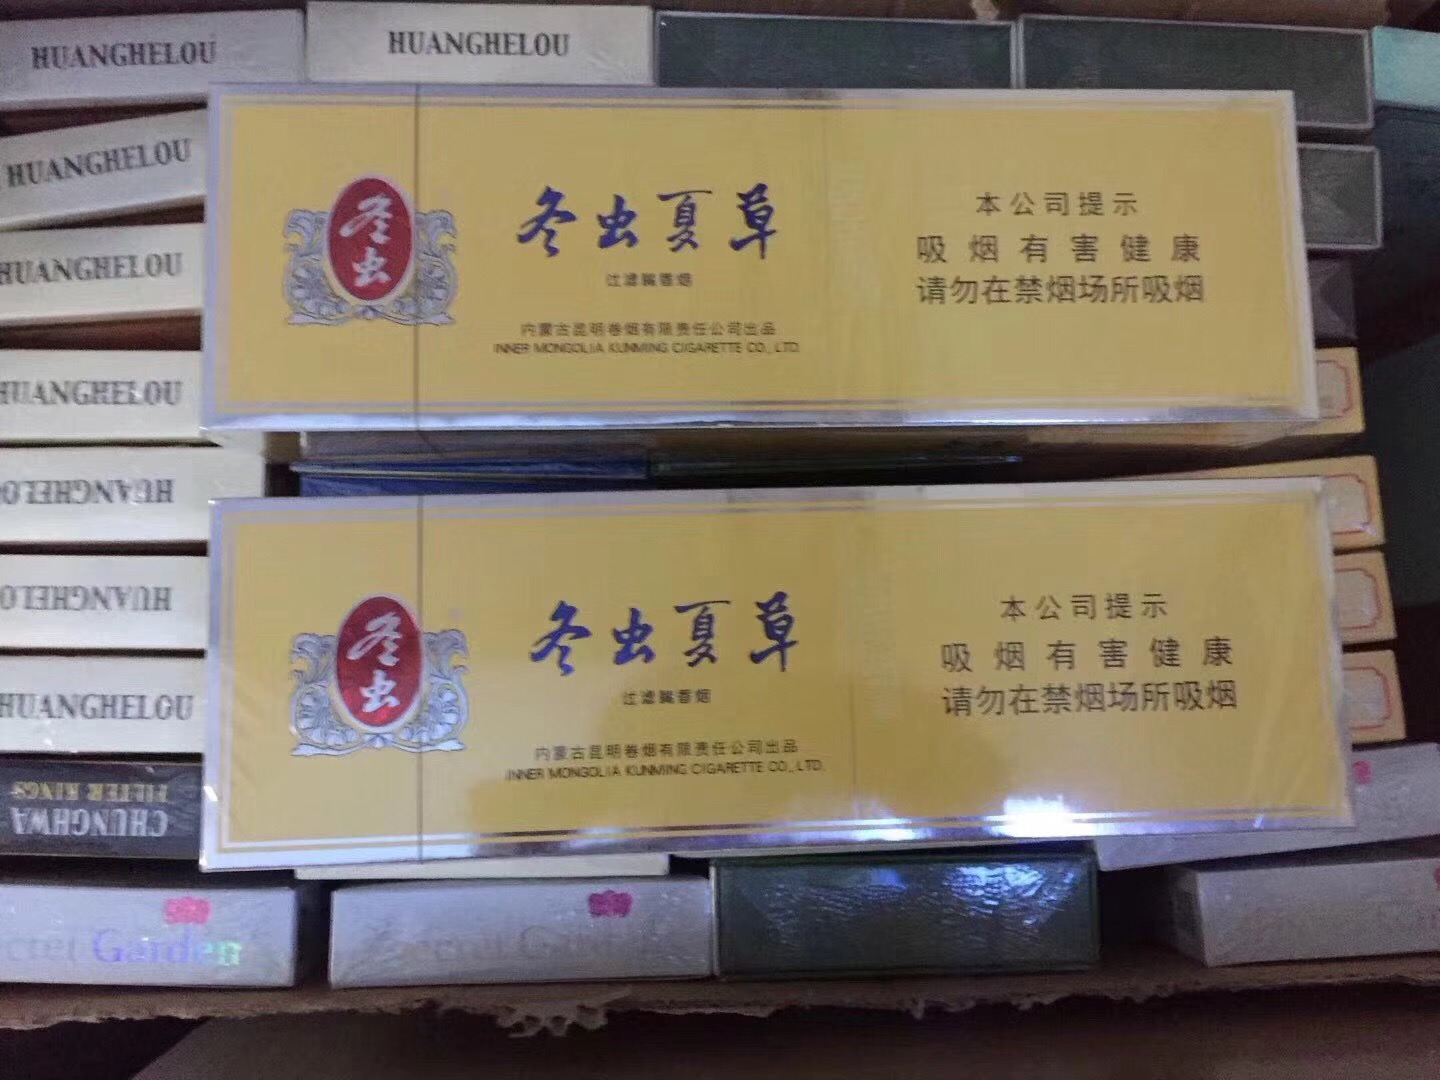 HUANGHELOU
HUANGHELOU
HUANGHELOU
HUANGHELOU
HUANGHELOU
HUANGHELOU
HUANGHELOU
CHUNGHWA
FILTER KINGS
冬虫
冬虫夏草
过滤嘴香烟
内蒙古昆明卷烟有限责任公司出品
INNER MONGOLIA KUNMING CIGARETTE CO., LTD.
本公司提示
吸烟有害健康
请勿在禁烟场所吸烟
冬虫
冬虫夏草
过滤嘴香烟
内蒙古昆明卷烟有限责任公司出品
INNER MONGOLIA KUNMING CIGARETTE CO., LTD.
本公司提示
吸烟有害健康
请勿在禁烟场所吸烟
Garden